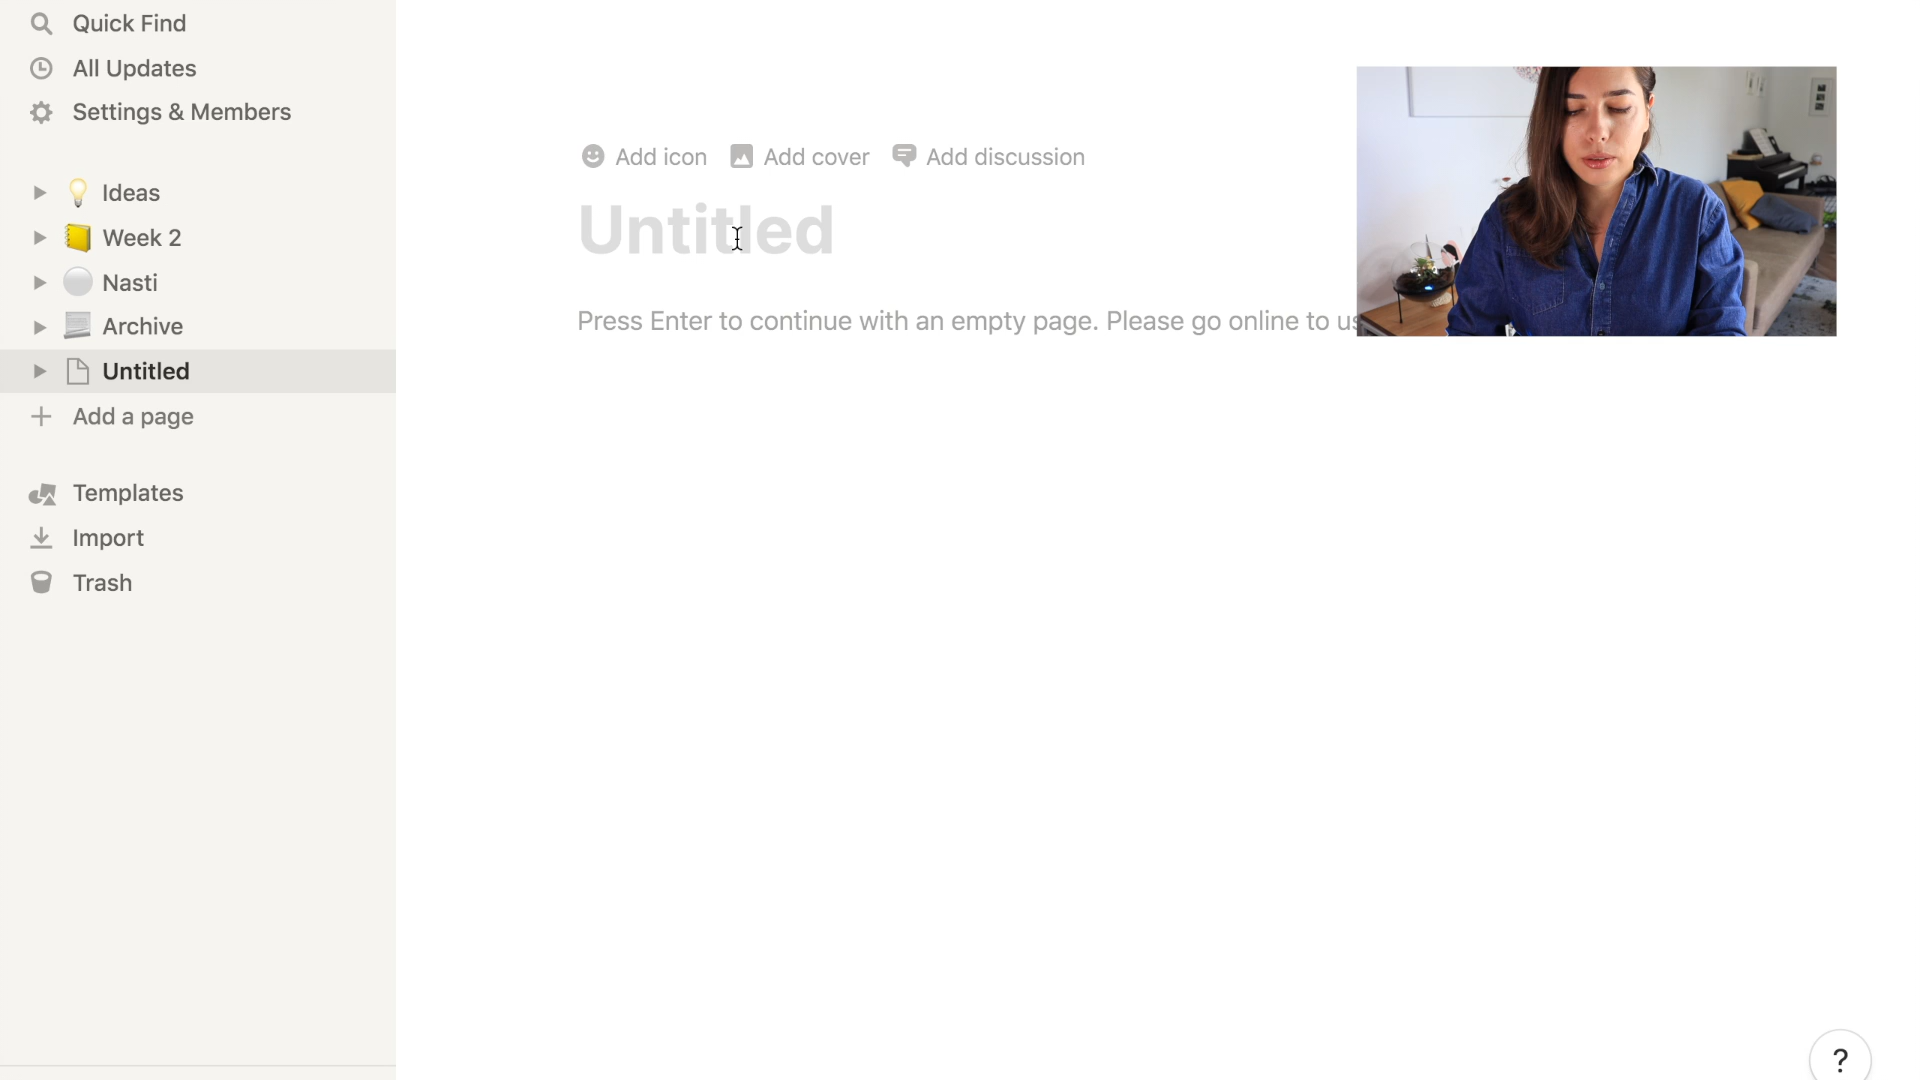 Quick Find
All Updates
Settings & Members
Ideas
Week 2
Nasti
Archive
Untitled
Add a page
Templates
Import
Trash
Add icon Add cover Add discussion
Untitled
Press Enter to continue with an empty page. Please go online to us
?